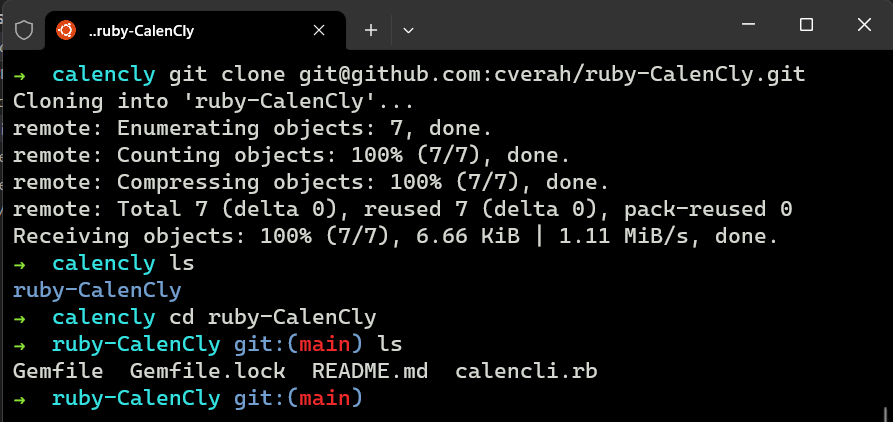 ..ruby-CalenCly
→ calencly git clone git@github.com:cverah/ruby-CalenCly.git
Cloning into 'ruby-CalenCly'...
remote: Enumerating objects: 7, done.
remote: Counting objects: 100% (7/7), done.
remote: Compressing objects: 100% (7/7), done.
remote: Total 7 (delta 0), reused 7 (delta 0), pack-reused 0
Receiving objects: 100% (7/7), 6.66 KiB | 1.11 MiB/s, done.
→ calencly ls
ruby-CalenCly
→ calencly cd ruby-CalenCly
→ ruby-CalenCly git:(main) ls
Gemfile  Gemfile.lock  README.md  calencli.rb
→ ruby-CalenCly git:(main)